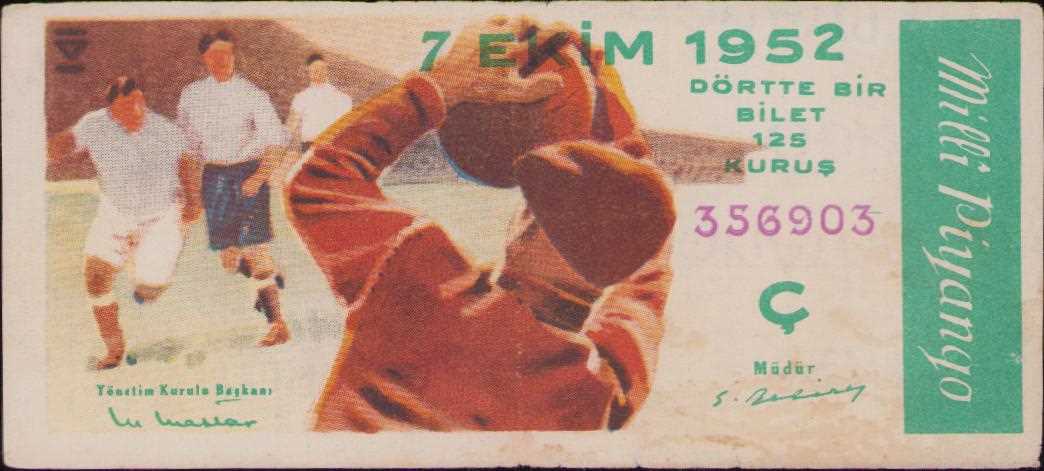 7 EKİM 1952
DÖRTTE BİR
BİLET
125
KURUŞ
356903
Ç
Müdür
Yönetim Kurulu Başkanı
Milli Piyango